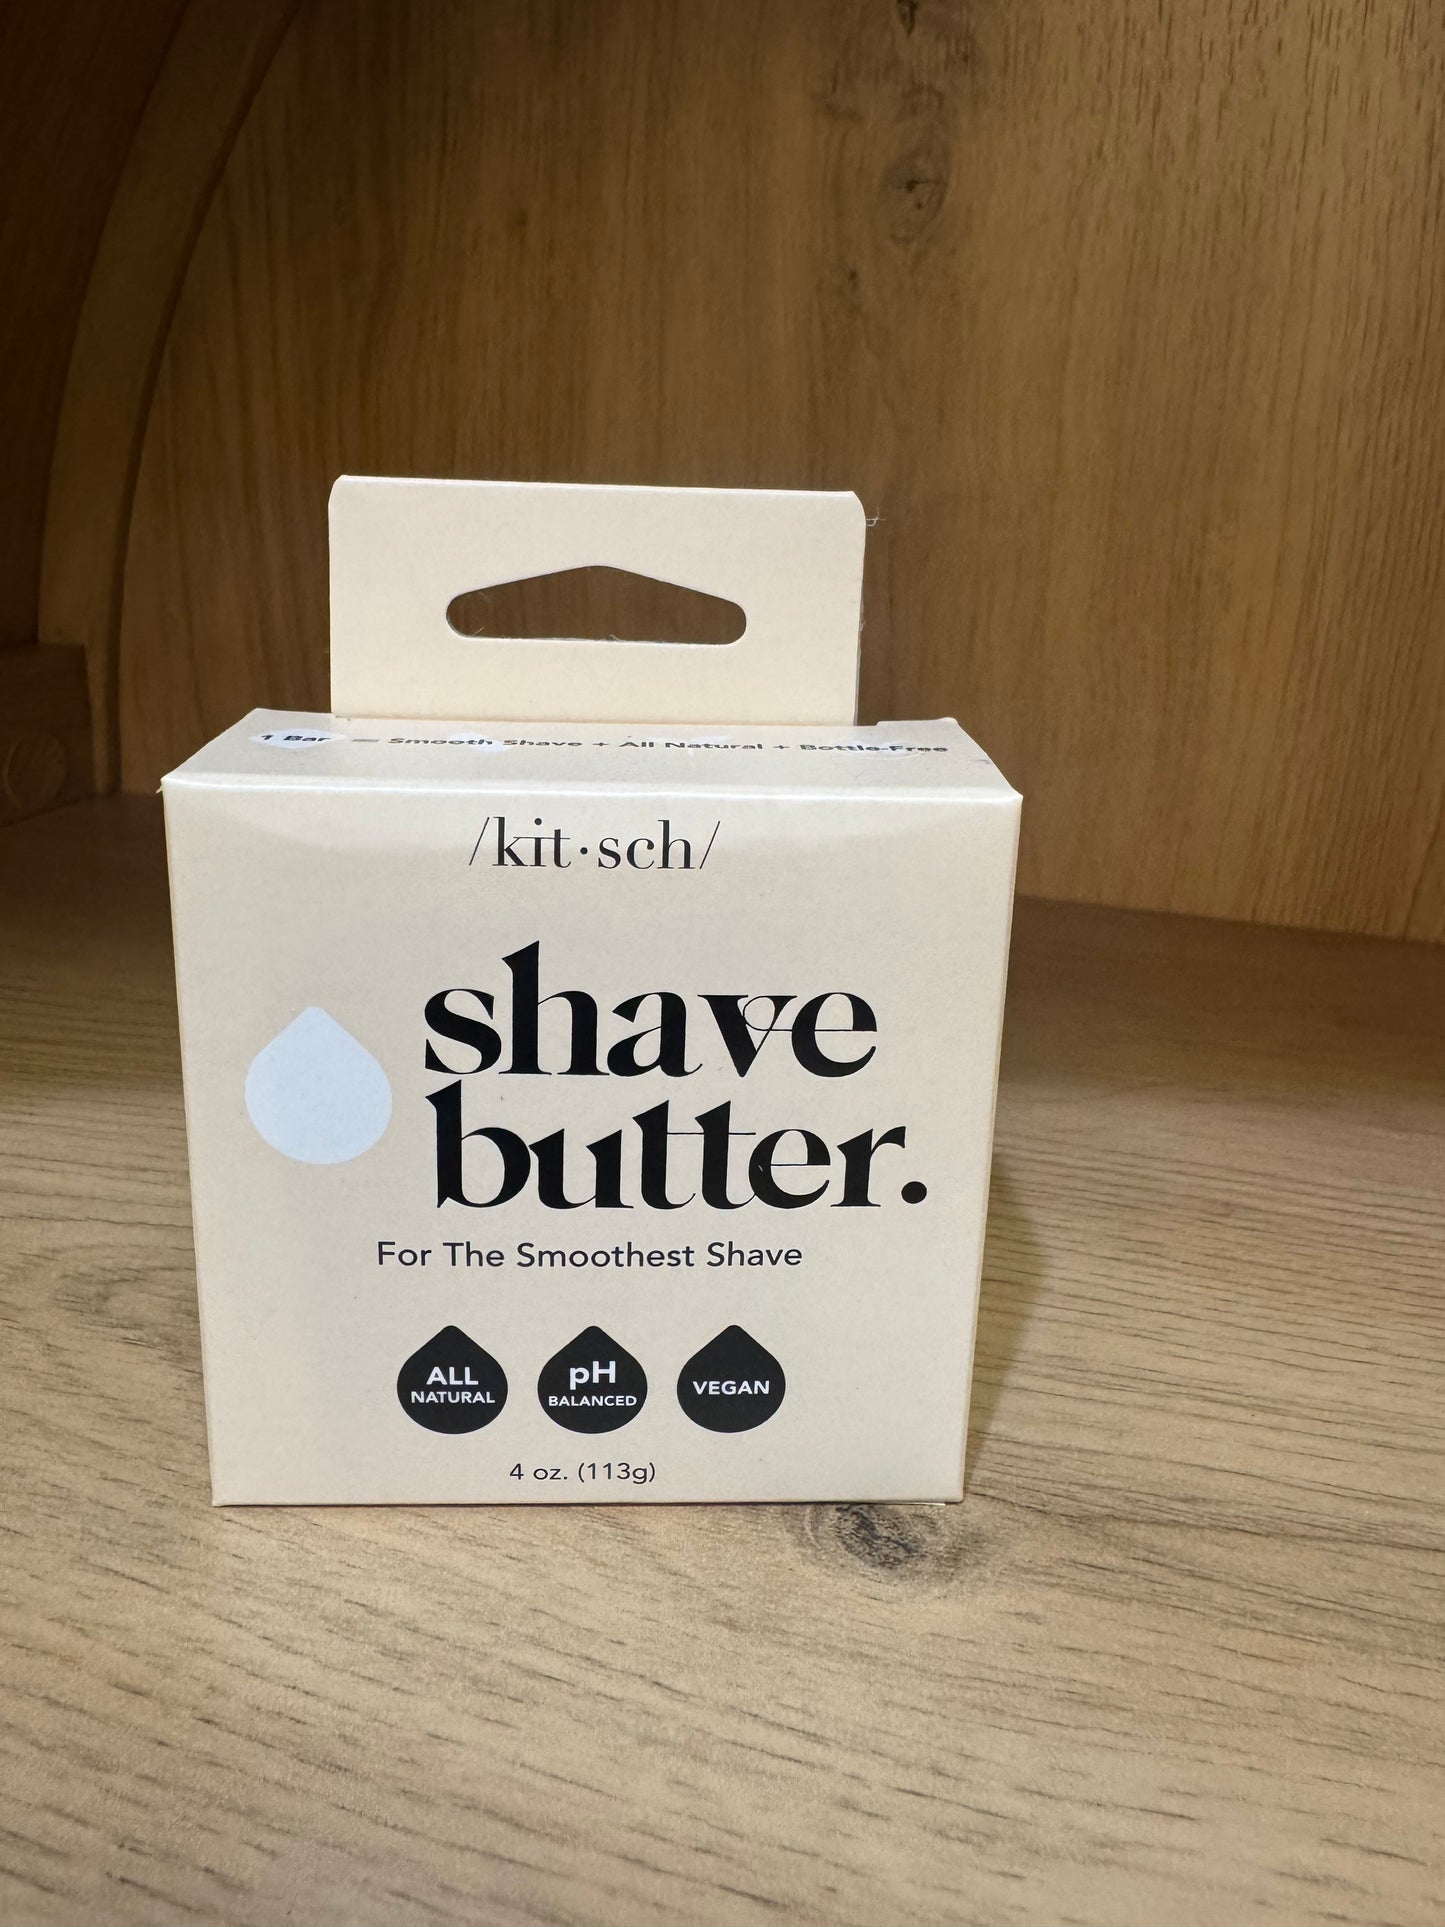 1 Bar = Smooth Shave + All Natural + Bottle-Free
/kit·sch/
shave
butter.
For The Smoothest Shave
ALL
NATURAL
pH
BALANCED
VEGAN
4 oz. (113g)